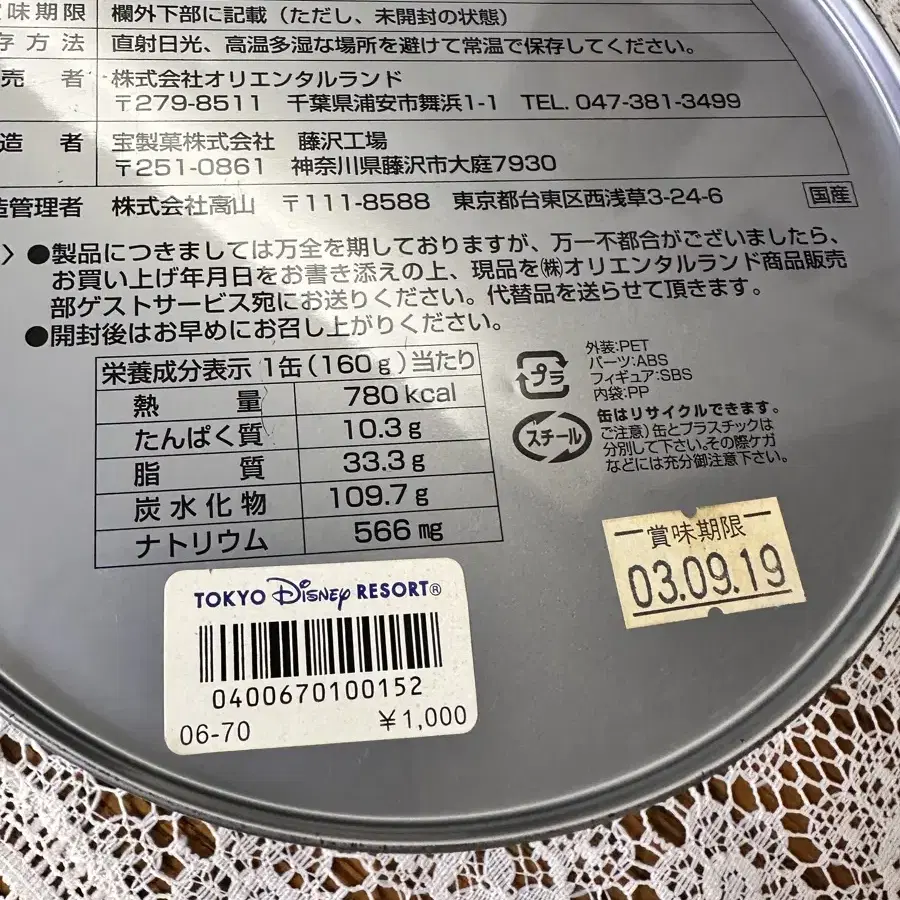 味期限 欄外下部に記載（ただし、未開封の状態）
存方法 直射日光、高温多湿な場所を避けて常温で保存してください。
売者 株式会社オリエンタルランド
〒279-8511 千葉県浦安市舞浜1-1 TEL. 047-381-3499
造者 宝製菓株式会社 藤沢工場
〒251-0861 神奈川県藤沢市大庭7930
造管理者 株式会社高山 〒111-8588 東京都台東区西浅草3-24-6 国産
〉●製品につきましては万全を期しておりますが、万一不都合がございましたら、
お買い上げ年月日をお書き添えの上、現品を㈱オリエンタルランド商品販売
部ゲストサービス宛にお送りください。代替品を送らせて頂きます。
●開封後はお早めにお召し上がりください。
栄養成分表示 1缶(160g)当たり
熱量 780kcal
たんぱく質 10.3g
脂質 33.3g
炭水化物 109.7g
ナトリウム 566mg
プラ
外装:PET
パーツ:ABS
フィギュア:SBS
内袋:PP
スチール
缶はリサイクルできます。
ご注意）缶とプラスチックは
分別して下さい。その際ケガ
などには充分御注意下さい。
賞味期限
03.09.19
TOKYO Disney RESORT®
0400670100152
06-70 ¥1,000